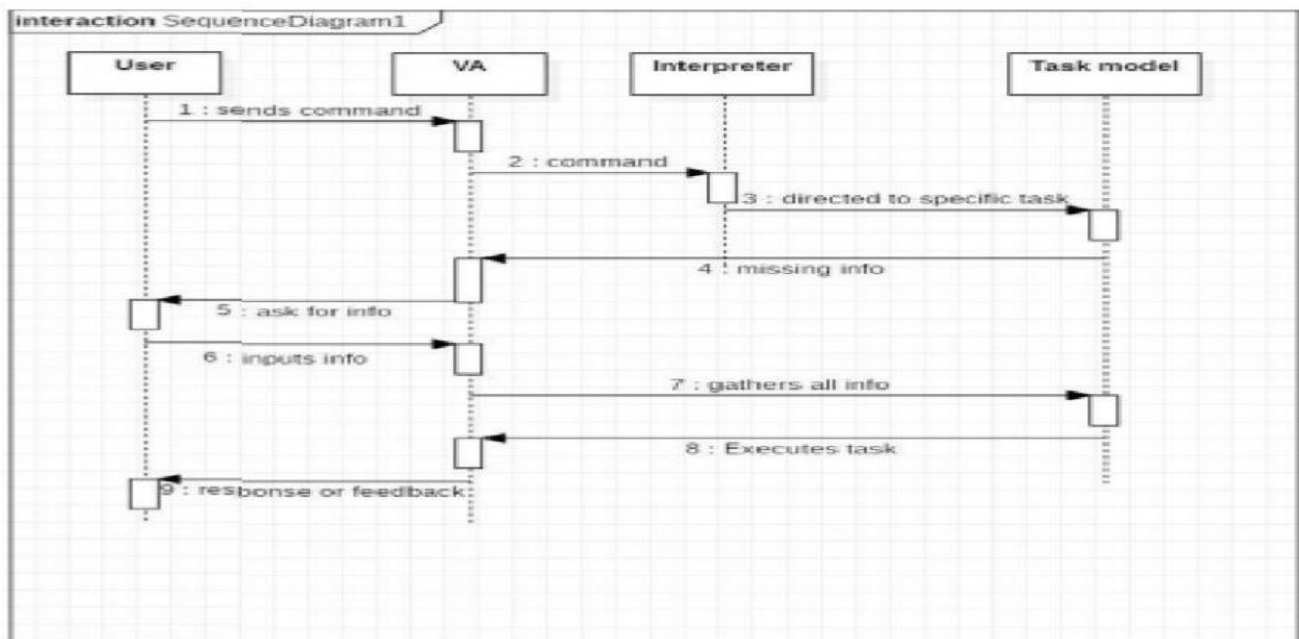 interaction SequenceDiagram1
User
VA
Interpreter
Task model
1 : sends command
2 : command
3 : directed to specific task
4 : missing info
5 : ask for info
6 : inputs info
7 : gathers all info
8 : Executes task
9 : response or feedback